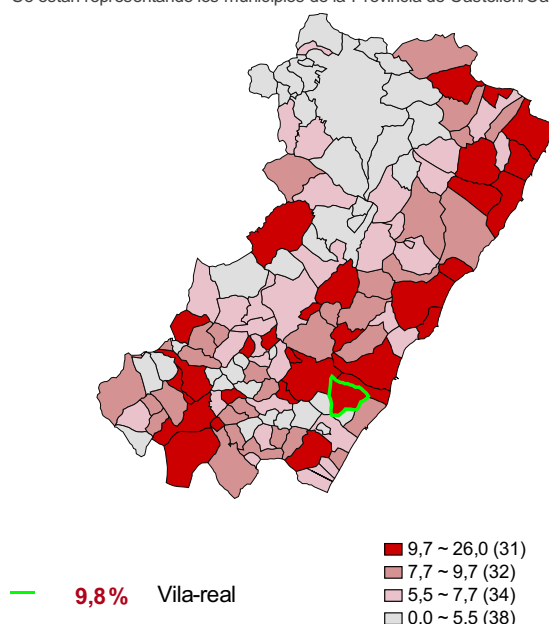 9,7 ~ 26,0 (31)
7,7 ~ 9,7 (32)
5,5 ~ 7,7 (34)
0,0 ~ 5,5 (38)
9,8 % Vila-real